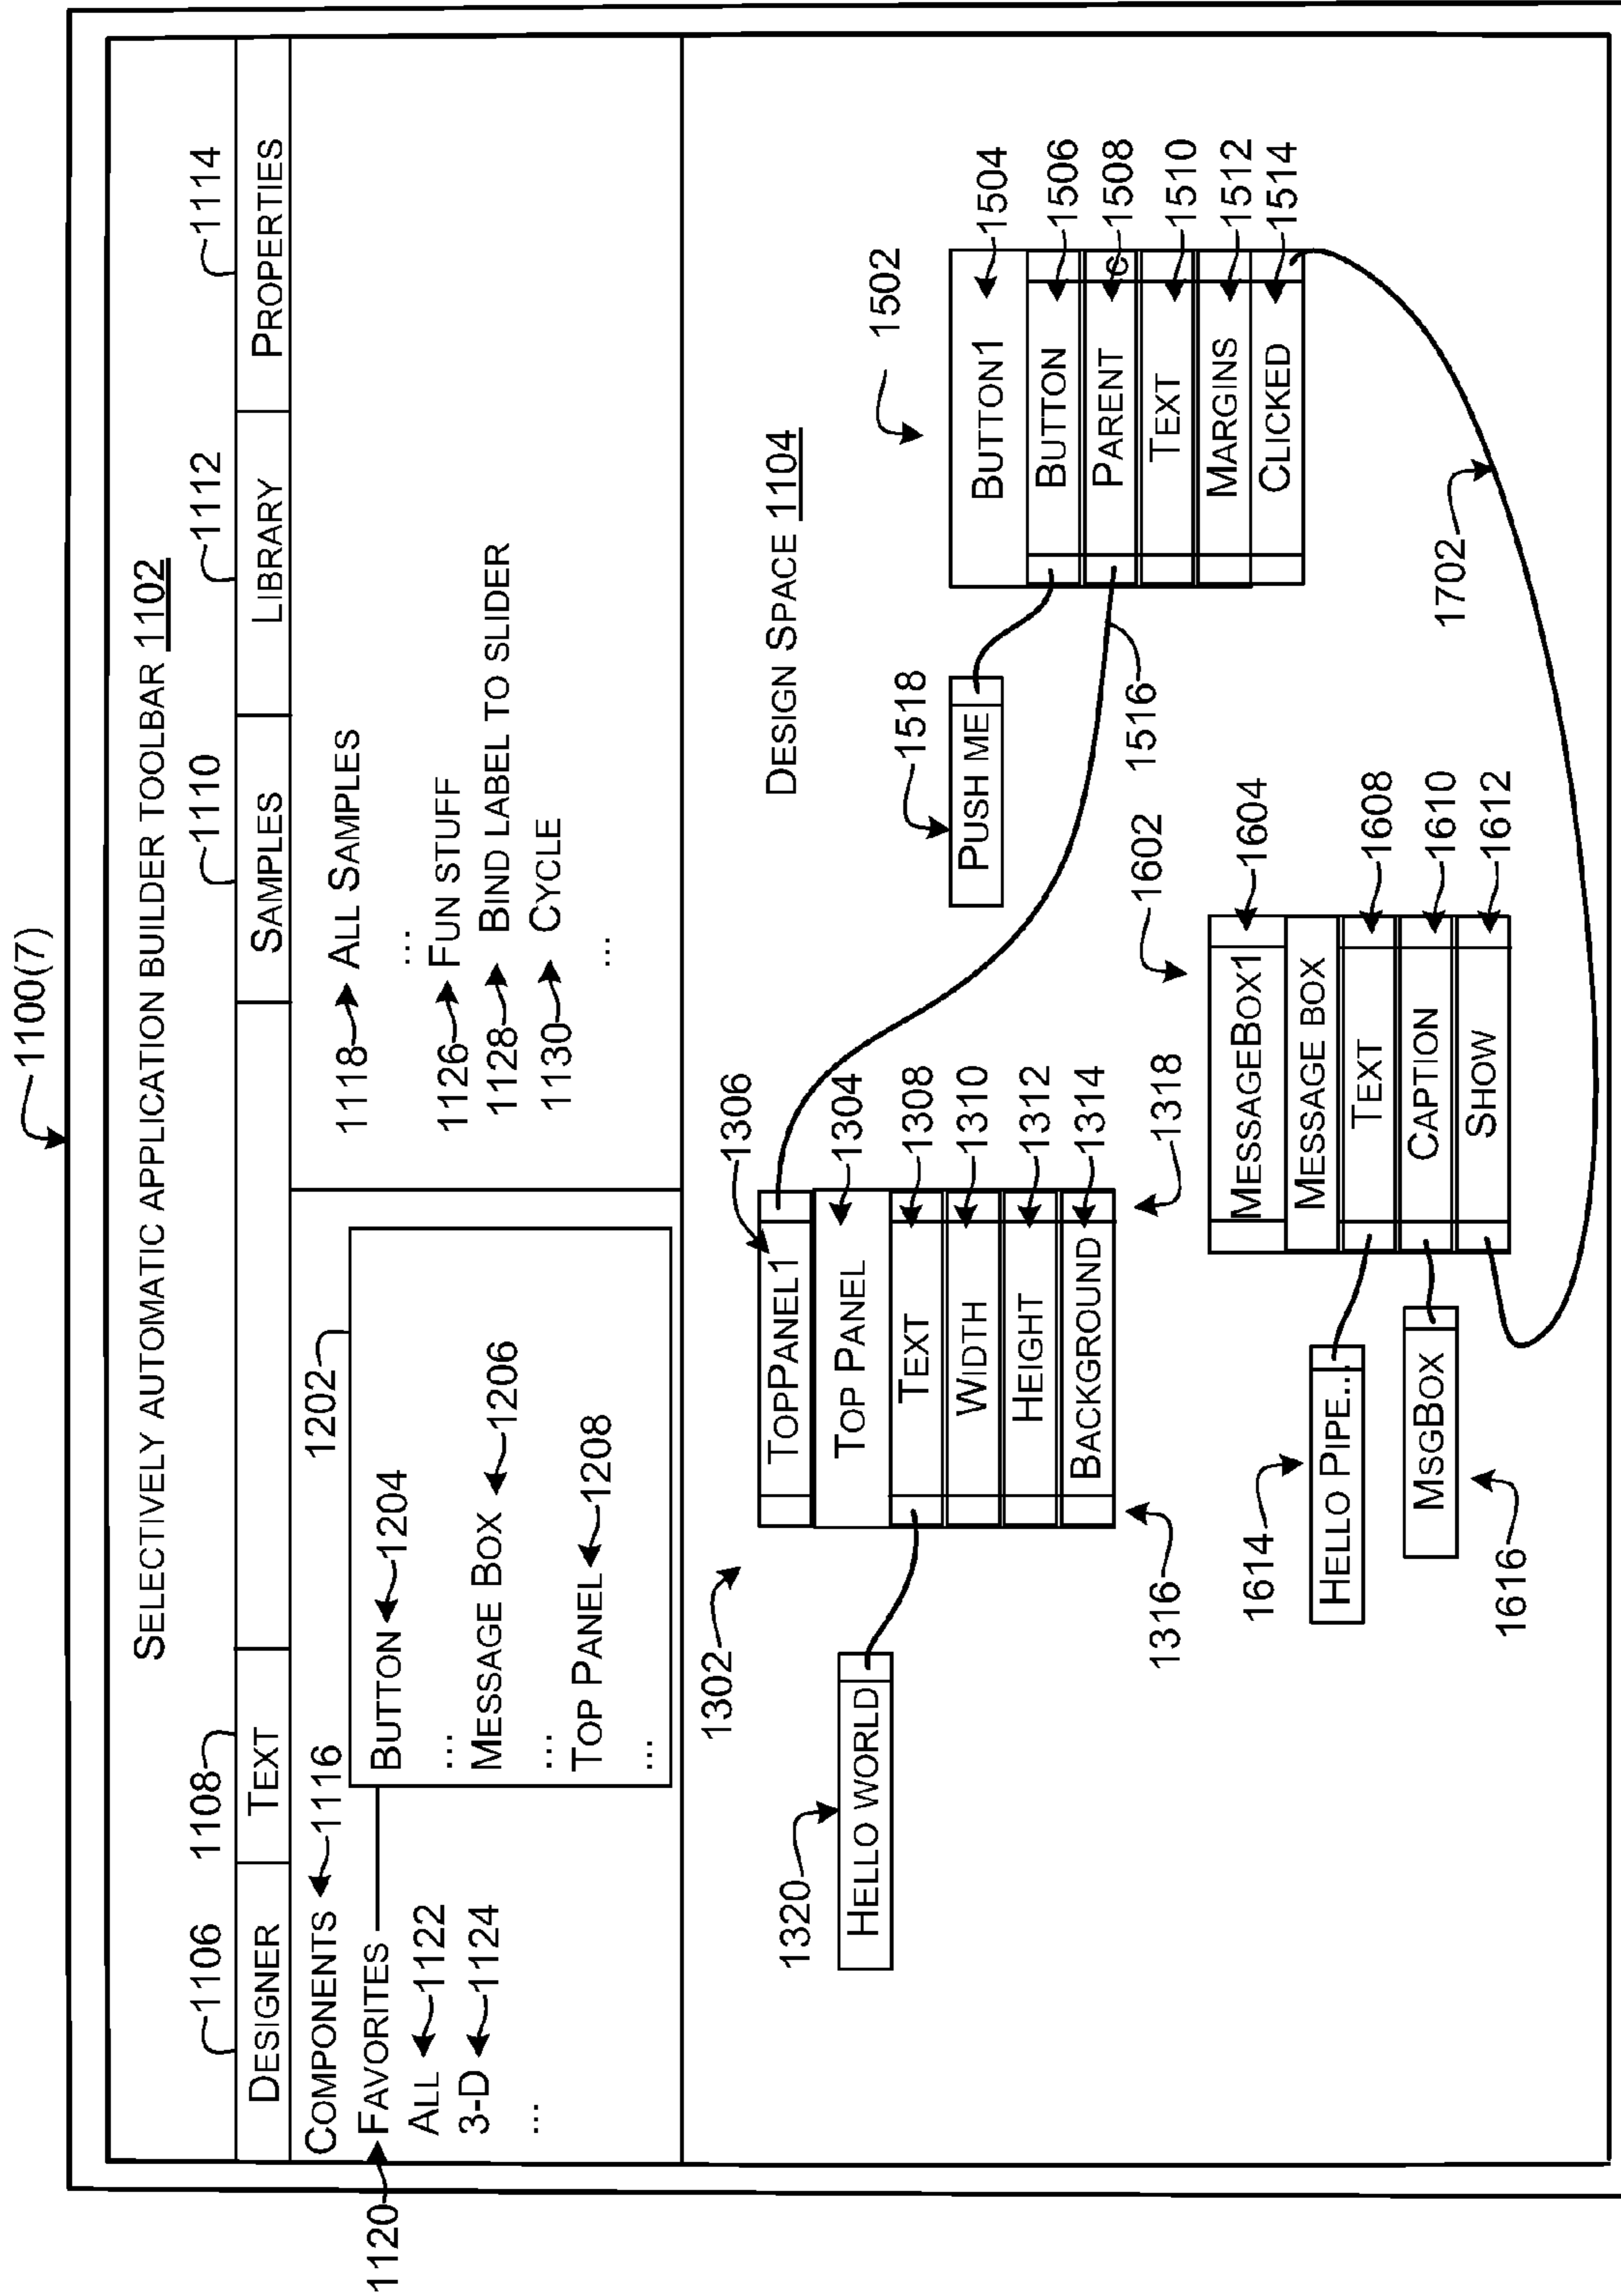 1100(7)
SELECTIVELY AUTOMATIC APPLICATION BUILDER TOOLBAR 1102
1106
1108
1110
1112
1114
DESIGNER
TEXT
SAMPLES
LIBRARY
PROPERTIES
COMPONENTS 1116
1120 FAVORITES
ALL 1122
3-D 1124
...
1202
BUTTON 1204
...
MESSAGE BOX 1206
...
TOP PANEL 1208
...
1118 ALL SAMPLES
...
1126 FUN STUFF
1128 BIND LABEL TO SLIDER
1130 CYCLE
...
DESIGN SPACE 1104
1320
HELLO WORLD
1302
TOPPANEL1 1306
TOP PANEL 1304
TEXT 1308
WIDTH 1310
HEIGHT 1312
BACKGROUND 1314
1316
1318
1518
PUSH ME
1516
1502
BUTTON1 1504
BUTTON 1506
PARENT C 1508
TEXT 1510
MARGINS 1512
CLICKED 1514
1702
1614
HELLO PIPE...
MSGBOX
1616
1602
MESSAGEBOX1 1604
MESSAGE BOX
TEXT 1608
CAPTION 1610
SHOW 1612